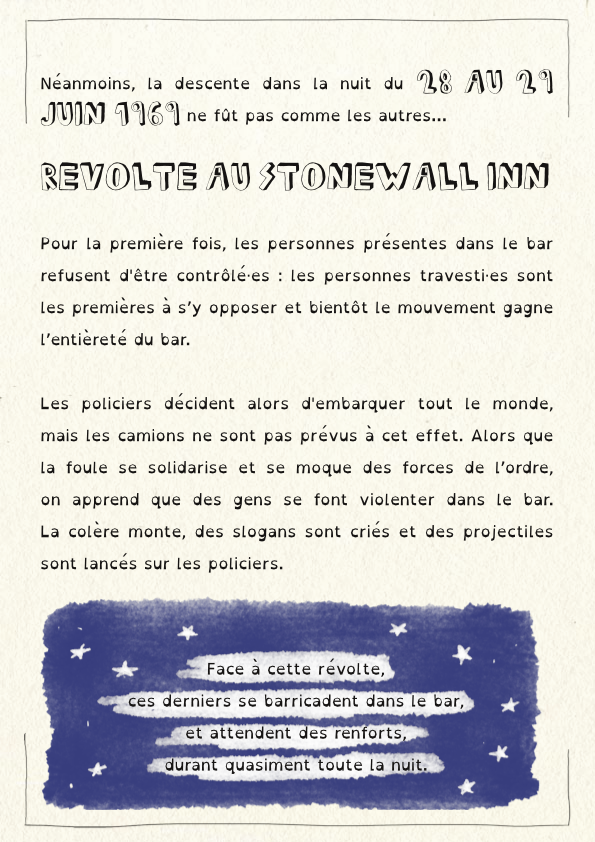 Néanmoins, la descente dans la nuit du 28 AU 29
JUIN 1969 ne fût pas comme les autres...
REVOLTE AU STONEWALL INN
Pour la première fois, les personnes présentes dans le bar
refusent d'être contrôlé·es : les personnes travesti·es sont
les premières à s’y opposer et bientôt le mouvement gagne
l’entièreté du bar.
Les policiers décident alors d'embarquer tout le monde,
mais les camions ne sont pas prévus à cet effet. Alors que
la foule se solidarise et se moque des forces de l’ordre,
on apprend que des gens se font violenter dans le bar.
La colère monte, des slogans sont criés et des projectiles
sont lancés sur les policiers.
Face à cette révolte,
ces derniers se barricadent dans le bar,
et attendent des renforts,
durant quasiment toute la nuit.